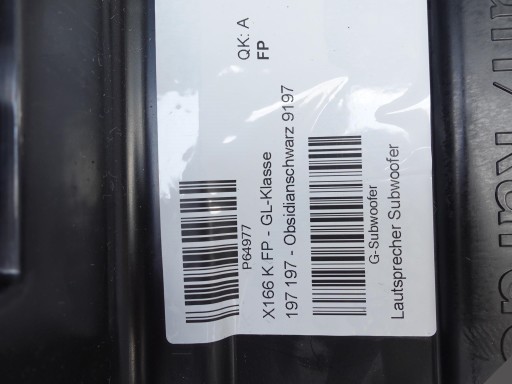 QK: A
FP
P64977
X166 K FP - GL-Klasse
197 197 - Obsidianschwarz 9197
G-Subwoofer
Lautsprecher Subwoofer